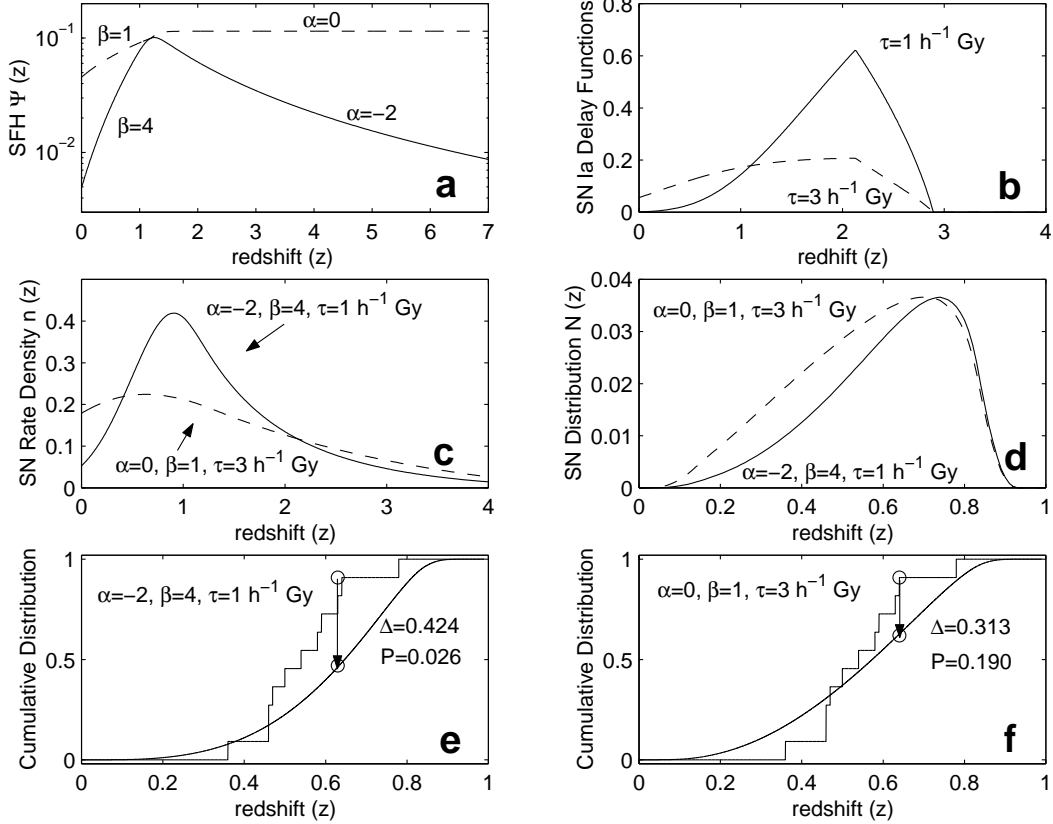 SFH Ψ (z)
10⁻¹
10⁻²
β=1
α=0
β=4
α=−2
a
0 1 2 3 4 5 6 7
redshift (z)
SN Ia Delay Functions
0.8
0.6
0.4
0.2
0
τ=1 h⁻¹ Gy
τ=3 h⁻¹ Gy
b
0 1 2 3 4
redhift (z)
SN Rate Density n (z)
0.4
0.3
0.2
0.1
0
α=−2, β=4, τ=1 h⁻¹ Gy
α=0, β=1, τ=3 h⁻¹ Gy
c
0 1 2 3 4
redshift (z)
SN Distribution N (z)
0.04
0.03
0.02
0.01
0
α=0, β=1, τ=3 h⁻¹ Gy
α=−2, β=4, τ=1 h⁻¹ Gy
d
0 0.2 0.4 0.6 0.8 1
redshift (z)
Cumulative Distribution
1
0.5
0
α=−2, β=4, τ=1 h⁻¹ Gy
Δ=0.424
P=0.026
e
0 0.2 0.4 0.6 0.8 1
redshift (z)
Cumulative Distribution
1
0.5
0
α=0, β=1, τ=3 h⁻¹ Gy
Δ=0.313
P=0.190
f
0 0.2 0.4 0.6 0.8 1
redshift (z)